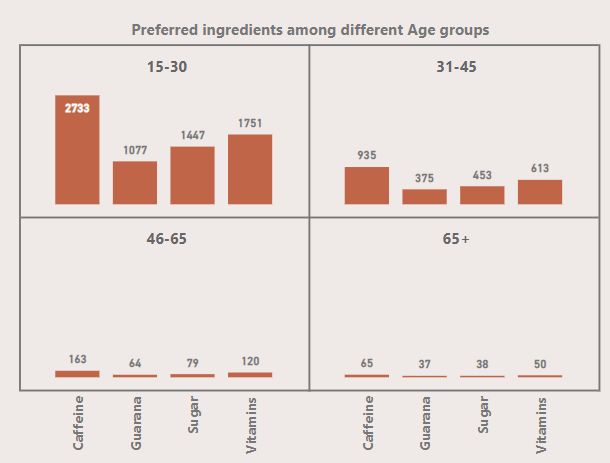 Preferred ingredients among different Age groups
15-30
31-45
2733
1077
1447
1751
935
375
453
613
46-65
65+
163
64
79
120
65
37
38
50
Caffeine
Guarana
Sugar
Vitamins
Caffeine
Guarana
Sugar
Vitamins